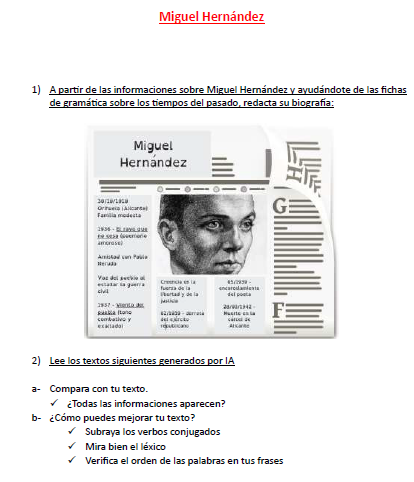 Miguel Hernández
1) A partir de las informaciones sobre Miguel Hernández y ayudándote de las fichas
de gramática sobre los tiempos del pasado, redacta su biografía:
Miguel
Hernández
30/10/1910
Orihuela (Alicante)
Familia modesta
1936 - El rayo que
no cesa (poemario
amoroso)
Amistad con Pablo
Neruda
Voz del pueblo al
estallar la guerra
civil
1937 - Viento del
pueblo (tono
combativo y
exaltado)
Creencia en la
fuerza de la
libertad y de la
justicia
03/1939 - derrota
del ejército
republicano
05/1939 -
encarcelamiento
del poeta
28/03/1942 -
Muerto en la
cárcel de
Alicante
G
F
H
2) Lee los textos siguientes generados por IA
a- Compara con tu texto.
✓ ¿Todas las informaciones aparecen?
b- ¿Cómo puedes mejorar tu texto?
✓ Subraya los verbos conjugados
✓ Mira bien el léxico
✓ Verifica el orden de las palabras en tus frases